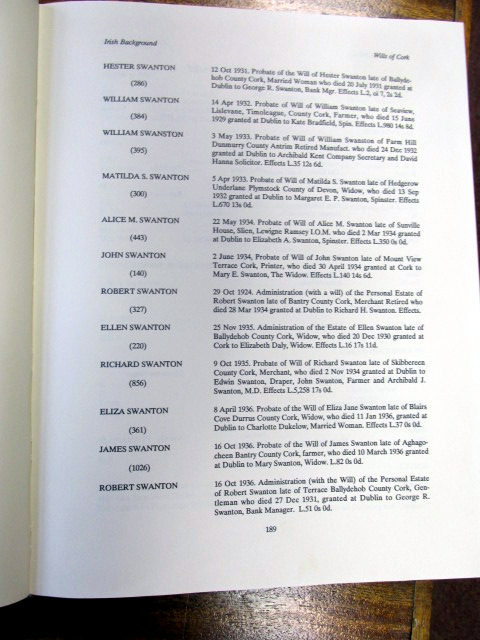 Irish Background
Wills of Cork
HESTER SWANTON
(286)
12 Oct 1931. Probate of the Will of Hester Swanton late of Ballyde-
hob County Cork, Married Woman who died 20 July 1931 granted at
Dublin to George R. Swanton, Bank Mgr. Effects L.2, oi 7, 2s 2d.
WILLIAM SWANTON
(384)
14 Apr 1932. Probate of Will of William Swanton late of Seaview,
Lislevane, Timoleague, County Cork, Farmer, who died 15 June
1929 granted at Dublin to Kate Bradfield, Spin. Effects L.980 14s 8d.
WILLIAM SWANSTON
(395)
3 May 1933. Probate of Will of William Swanston of Farm Hill
Dunmurry County Antrim Retired Manufact. who died 24 Dec 1932
granted at Dublin to Archibald Kent Company Secretary and David
Hanna Solicitor. Effects L.35 12s 6d.
MATILDA S. SWANTON
(300)
5 Apr 1933. Probate of Will of Matilda S. Swanton late of Hedgerow
Underlane Plymstock County of Devon, Widow, who died 13 Sep
1932 granted at Dublin to Margaret E. P. Swanton, Spinster. Effects
L.670 13s 0d.
ALICE M. SWANTON
(443)
22 May 1934. Probate of Will of Alice M. Swanton late of Sunville
House, Slien, Lewigne Ramsey I.O.M. who died 2 Mar 1934 granted
at Dublin to Elizabeth A. Swanton, Spinster. Effects L.350 0s 0d.
JOHN SWANTON
(140)
2 June 1934, Probate of Will of John Swanton late of Mount View
Terrace Cork, Printer, who died 30 April 1934 granted at Cork to
Mary E. Swanton, The Widow. Effects L.140 14s 6d.
ROBERT SWANTON
(327)
29 Oct 1924. Administration (with a will) of the Personal Estate of
Robert Swanton late of Bantry County Cork, Merchant Retired who
died 28 Mar 1934 granted at Dublin to Richard H. Swanton. Effects.
ELLEN SWANTON
(220)
25 Nov 1935. Administration of the Estate of Ellen Swanton late of
Ballydehob County Cork, Widow, who died 20 Dec 1930 granted at
Cork to Elizabeth Daly, Widow. Effects L.16 17s 11d.
RICHARD SWANTON
(856)
9 Oct 1935. Probate of Will of Richard Swanton late of Skibbereen
County Cork, Merchant, who died 2 Nov 1934 granted at Dublin to
Edwin Swanton, Draper, John Swanton, Farmer and Archibald J.
Swanton, M.D. Effects L.5,258 17s 0d.
ELIZA SWANTON
(361)
8 April 1936. Probate of the Will of Eliza Jane Swanton late of Blairs
Cove Durrus County Cork, Widow, who died 11 Jan 1936, granted at
Dublin to Charlotte Dukelow, Married Woman. Effects L.37 0s 0d.
JAMES SWANTON
(1026)
16 Oct 1936. Probate of the Will of James Swanton late of Aghago-
cheen Bantry County Cork, farmer, who died 10 March 1936 granted
at Dublin to Mary Swanton, Widow. L.82 0s 0d.
ROBERT SWANTON
16 Oct 1936. Administration (with the Will) of the Personal Estate
of Robert Swanton late of Terrace Ballydehob County Cork, Gen-
tleman who died 27 Dec 1931, granted at Dublin to George R.
Swanton, Bank Manager. L.51 0s 0d.
189